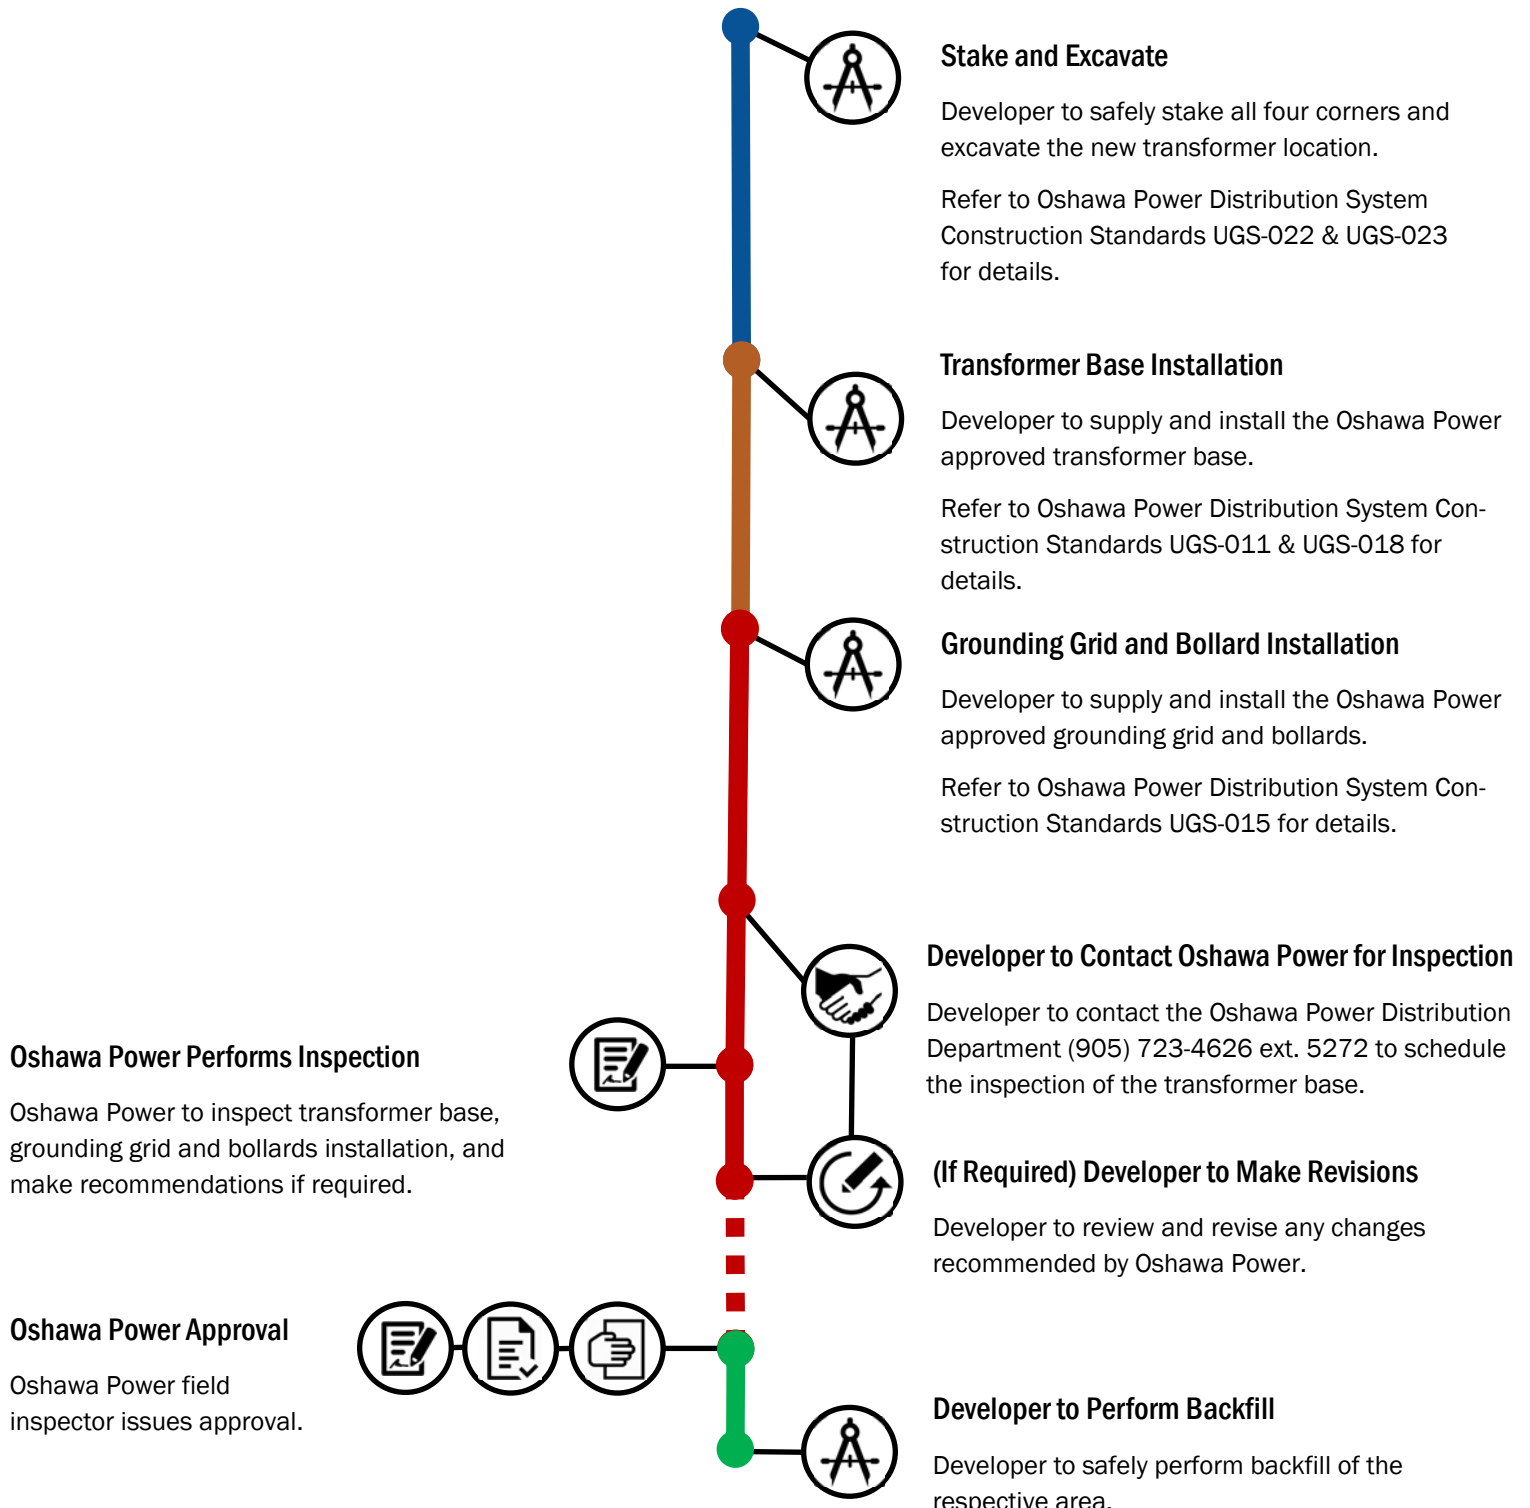 Stake and Excavate
Developer to safely stake all four corners and
excavate the new transformer location.
Refer to Oshawa Power Distribution System
Construction Standards UGS-022 & UGS-023
for details.
Transformer Base Installation
Developer to supply and install the Oshawa Power
approved transformer base.
Refer to Oshawa Power Distribution System Con-
struction Standards UGS-011 & UGS-018 for
details.
Grounding Grid and Bollard Installation
Developer to supply and install the Oshawa Power
approved grounding grid and bollards.
Refer to Oshawa Power Distribution System Con-
struction Standards UGS-015 for details.
Developer to Contact Oshawa Power for Inspection
Developer to contact the Oshawa Power Distribution
Department (905) 723-4626 ext. 5272 to schedule
the inspection of the transformer base.
Oshawa Power Performs Inspection
Oshawa Power to inspect transformer base,
grounding grid and bollards installation, and
make recommendations if required.
(If Required) Developer to Make Revisions
Developer to review and revise any changes
recommended by Oshawa Power.
Oshawa Power Approval
Oshawa Power field
inspector issues approval.
Developer to Perform Backfill
Developer to safely perform backfill of the
respective area.